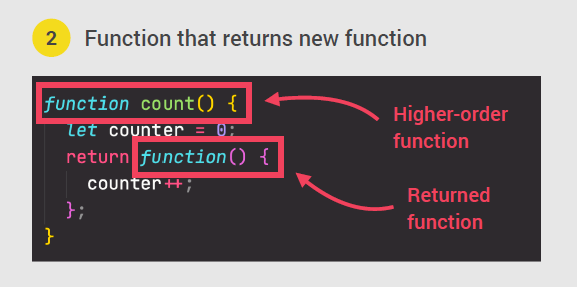 2 Function that returns new function
function count() {
let counter = 0;
return function() {
counter++;
};
}
Higher-order
function
Returned
function